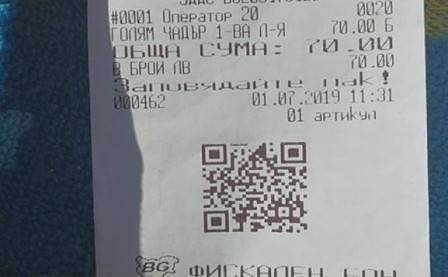 #0001 Оператор 20 0020
ГОЛЯМ ЧАДЪР 1-ВА Л-Я 70.00 Б
ОБЩА СУМА: 70.00
В БРОИ ЛВ 70.00
Заповядайте пак!
000462 01.07.2019 11:31
01 артикул
BG ФИСКАЛЕН БОН